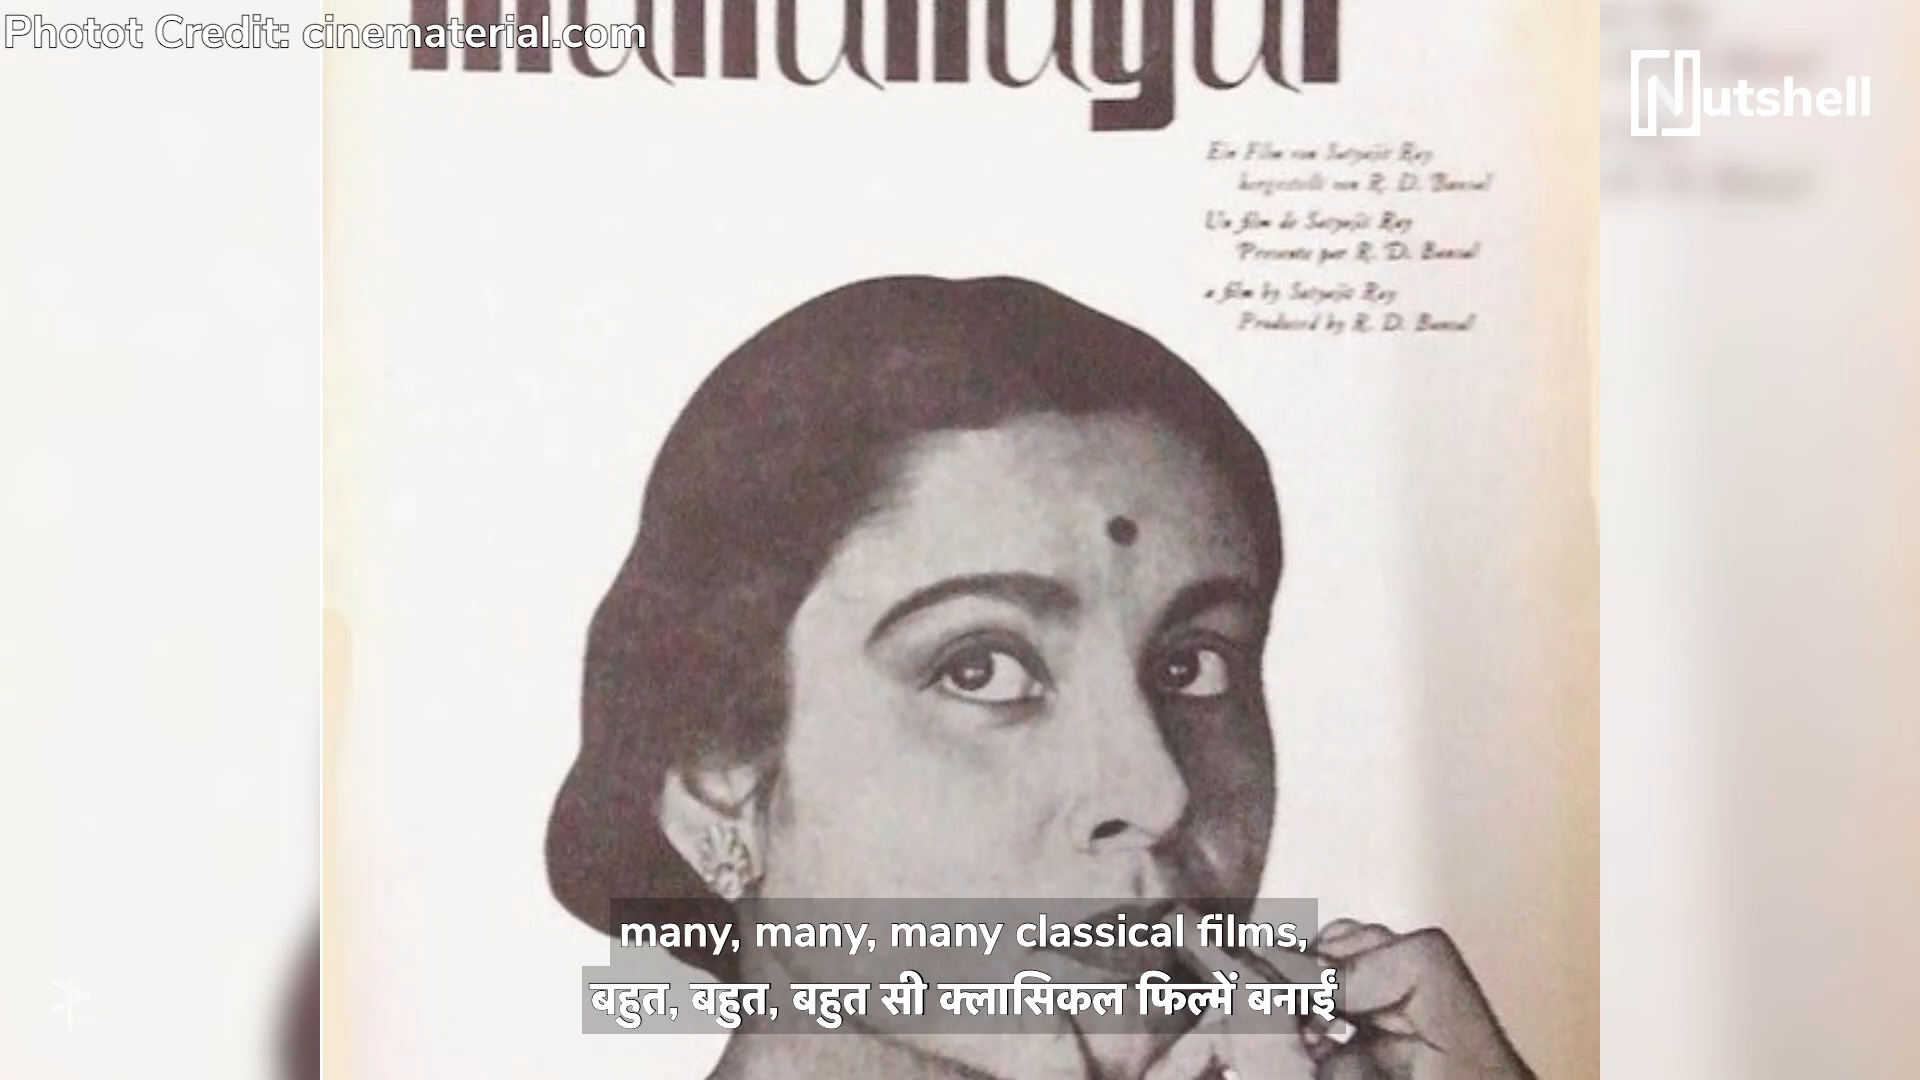 Photot Credit: cinematerial.com
mahanagar
Nutshell
Ein Film von Satyajit Ray
hergestellt von R. D. Bansal
Un film de Satyajit Ray
Presente par R. D. Bansal
a film by Satyajit Ray
Produced by R. D. Bansal
many, many, many classical films,
बहुत, बहुत, बहुत सी क्लासिकल फिल्में बनाईं